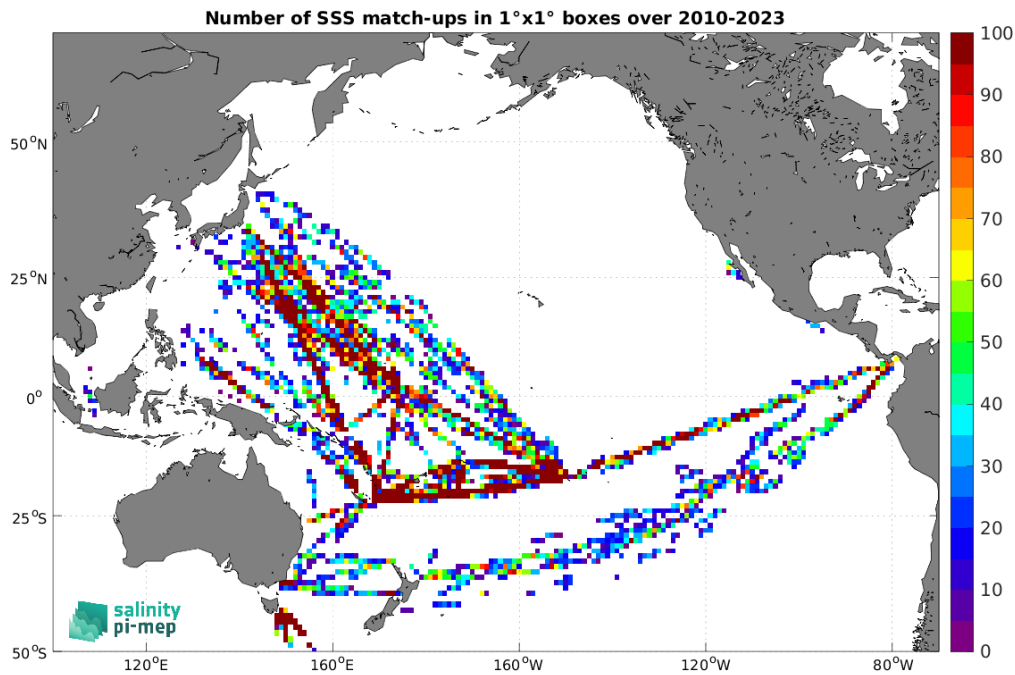 Number of SSS match-ups in 1°x1° boxes over 2010-2023
100
90
80
70
60
50
40
30
20
10
0
50°N
25°N
0°
25°S
50°S
120°E
160°E
160°W
120°W
80°W
salinity
pi-mep